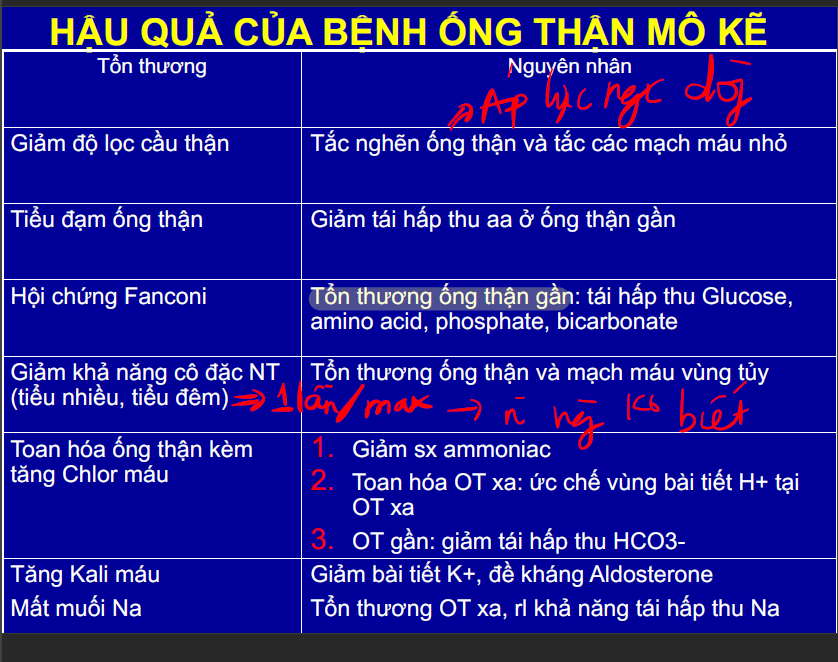 HẬU QUẢ CỦA BỆNH ỐNG THẬN MÔ KẼ
Tổn thương
Nguyên nhân
=> Áp lực ngc dòg
Giảm độ lọc cầu thận
Tắc nghẽn ống thận và tắc các mạch máu nhỏ
Tiểu đạm ống thận
Giảm tái hấp thu aa ở ống thận gần
Hội chứng Fanconi
Tổn thương ống thận gần: tái hấp thu Glucose,
amino acid, phosphate, bicarbonate
Giảm khả năng cô đặc NT
(tiểu nhiều, tiểu đêm)
Tổn thương ống thận và mạch máu vùng tủy
=> 1 lần/max → ng biết
Toan hóa ống thận kèm
tăng Chlor máu
1. Giảm sx ammoniac
2. Toan hóa OT xa: ức chế vùng bài tiết H+ tại
OT xa
3. OT gần: giảm tái hấp thu HCO3-
Tăng Kali máu
Giảm bài tiết K+, đề kháng Aldosterone
Mất muối Na
Tổn thương OT xa, rl khả năng tái hấp thu Na